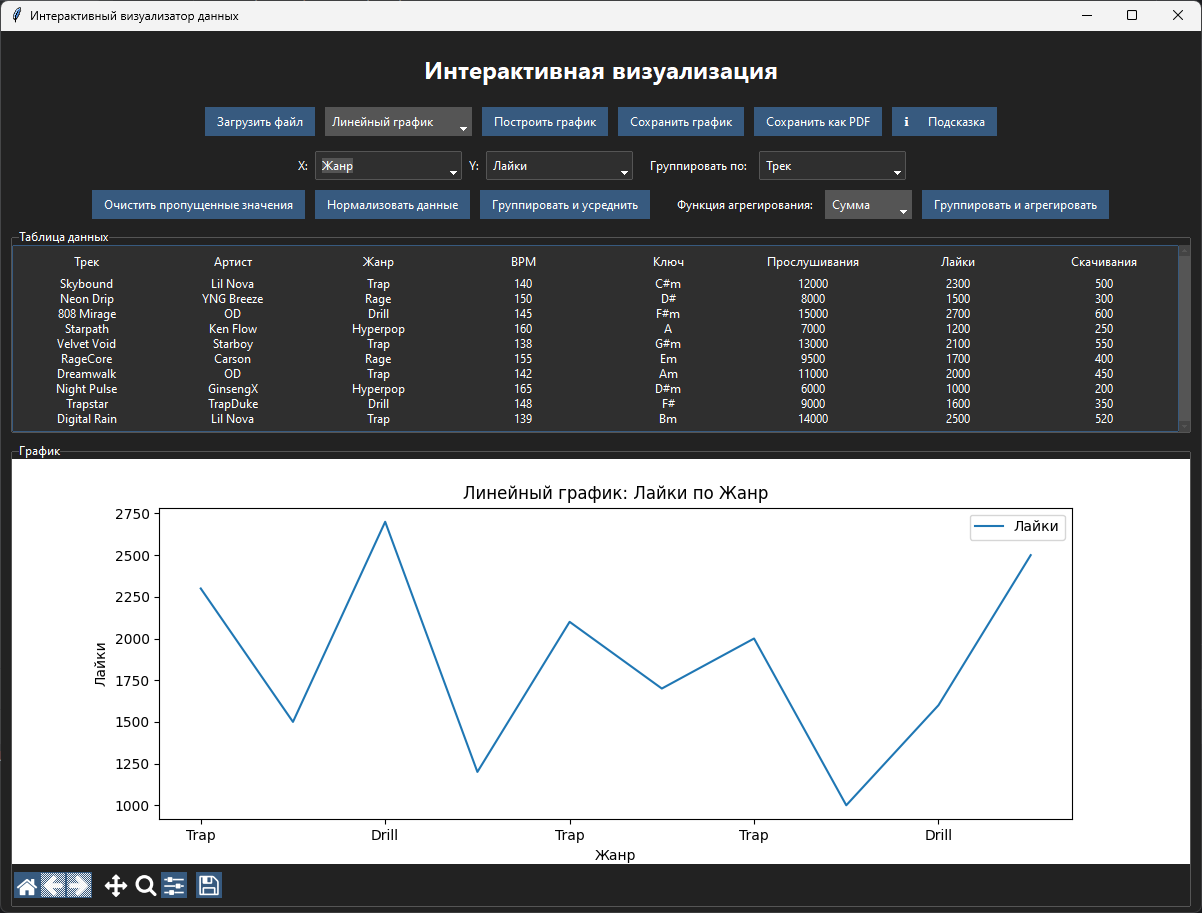 Интерактивный визуализатор данных
Интерактивная визуализация
Загрузить файл Линейный график Построить график Сохранить график Сохранить как PDF i Подсказка
X: Жанр Y: Лайки Группировать по: Трек
Очистить пропущенные значения Нормализовать данные Группировать и усреднить Функция агрегирования: Сумма Группировать и агрегировать
Таблица данных
Трек Артист Жанр BPM Ключ Прослушивания Лайки Скачивания
Skybound Lil Nova Trap 140 C#m 12000 2300 500
Neon Drip YNG Breeze Rage 150 D# 8000 1500 300
808 Mirage OD Drill 145 F#m 15000 2700 600
Starpath Ken Flow Hyperpop 160 A 7000 1200 250
Velvet Void Starboy Trap 138 G#m 13000 2100 550
RageCore Carson Rage 155 Em 9500 1700 400
Dreamwalk OD Trap 142 Am 11000 2000 450
Night Pulse GinsengX Hyperpop 165 D#m 6000 1000 200
Trapstar TrapDuke Drill 148 F# 9000 1600 350
Digital Rain Lil Nova Trap 139 Bm 14000 2500 520
График
Линейный график: Лайки по Жанр
Лайки
2750
2500
2250
2000
1750
1500
1250
1000
Лайки
Trap Drill Trap Trap Drill
Жанр